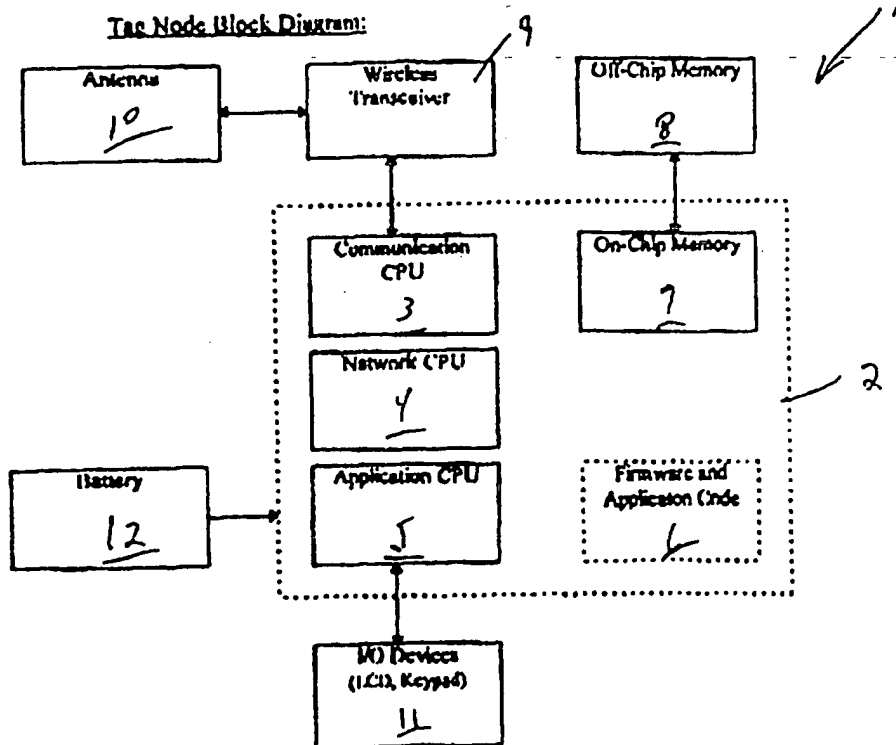 Tag Node Block Diagram:
9
Antenna
10
Wireless
Transceiver
Off-Chip Memory
8
Communication
CPU
3
On-Chip Memory
7
Network CPU
4
2
Battery
12
Application CPU
5
Firmware and
Applicaton Code
6
I/O Devices
(LCD, Keypad)
11